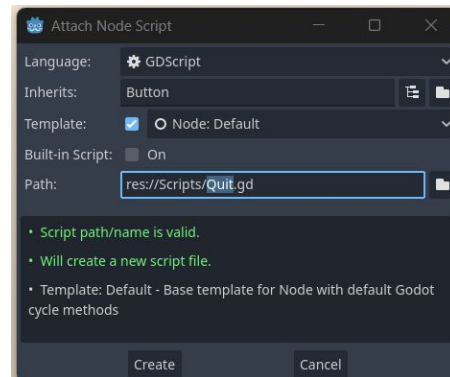 Attach Node Script
Language: GDScript
Inherits: Button
Template: Node: Default
Built-in Script: On
Path: res://Scripts/Quit.gd
• Script path/name is valid.
• Will create a new script file.
• Template: Default - Base template for Node with default Godot
cycle methods
Create Cancel